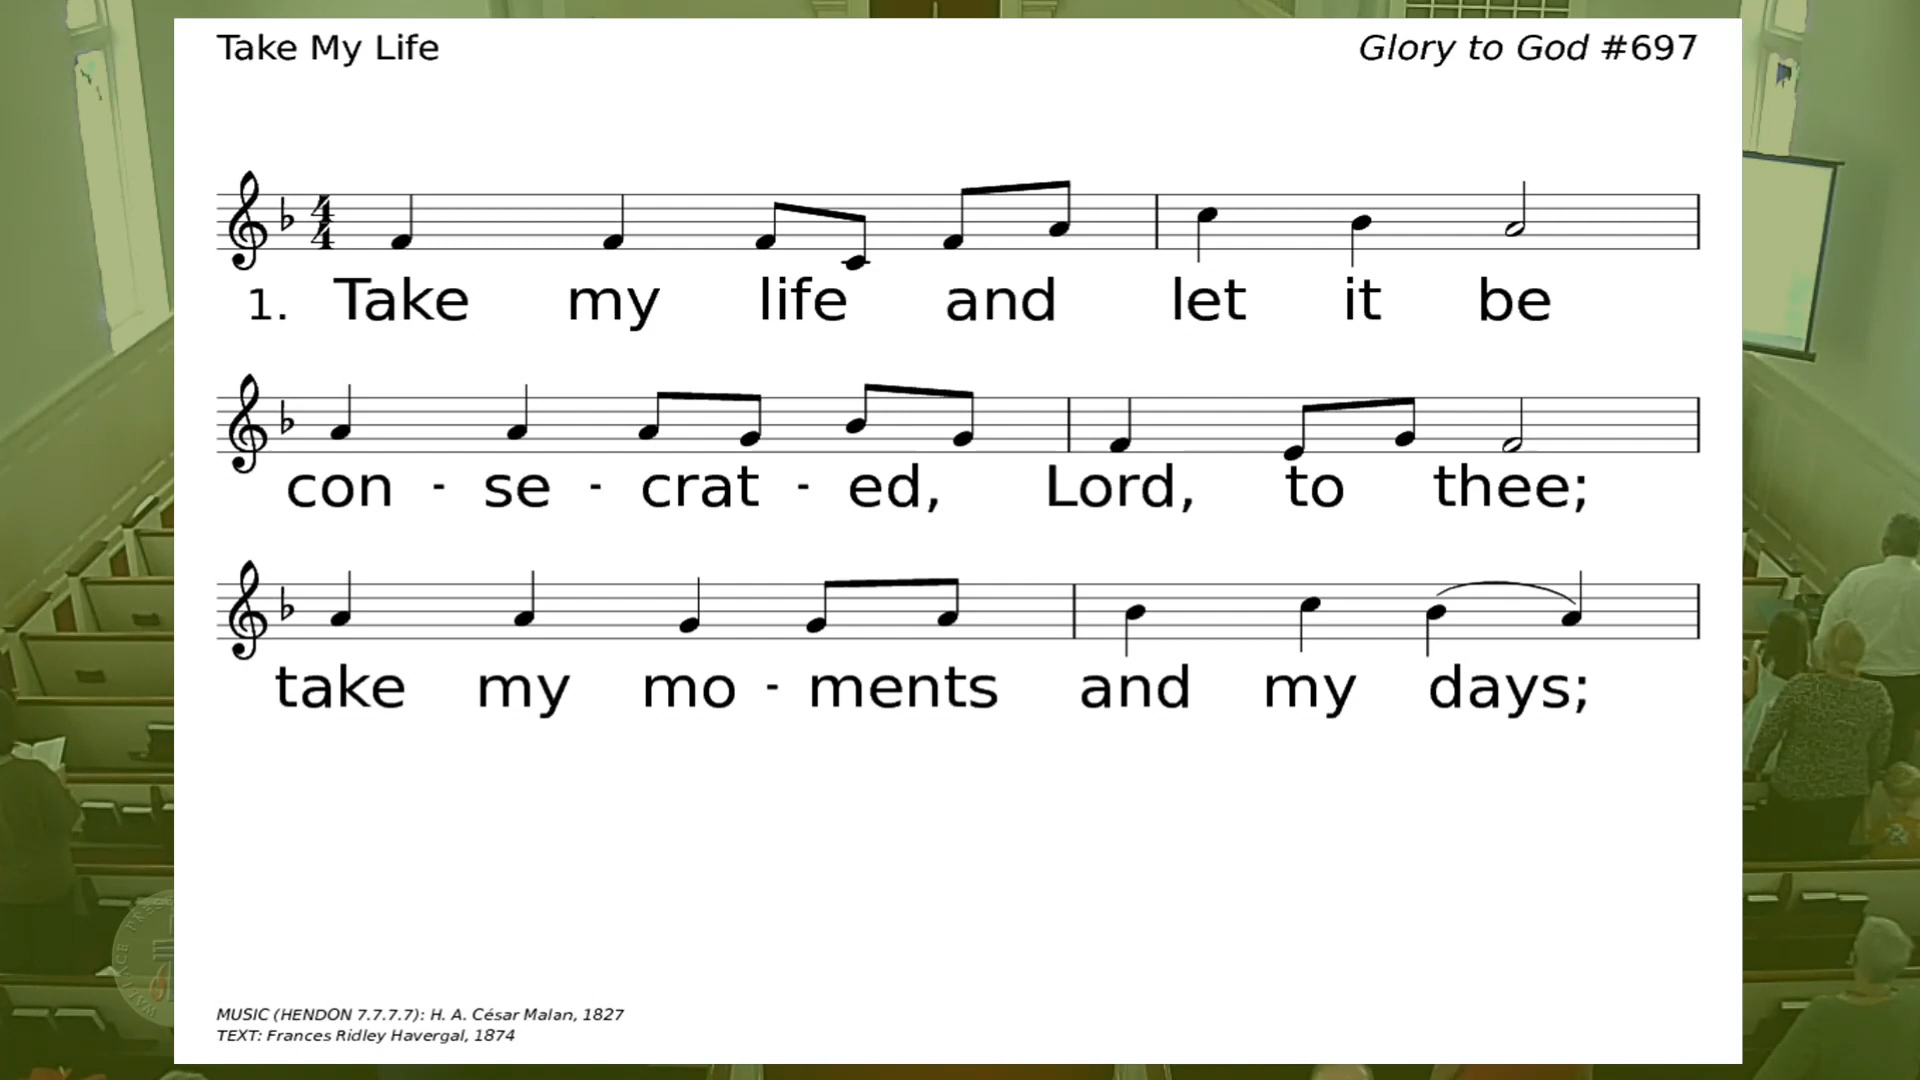 Take My Life
Glory to God #697
1. Take my life and let it be
con - se - crat - ed, Lord, to thee;
take my mo - ments and my days;
MUSIC (HENDON 7.7.7.7): H. A. César Malan, 1827
TEXT: Frances Ridley Havergal, 1874